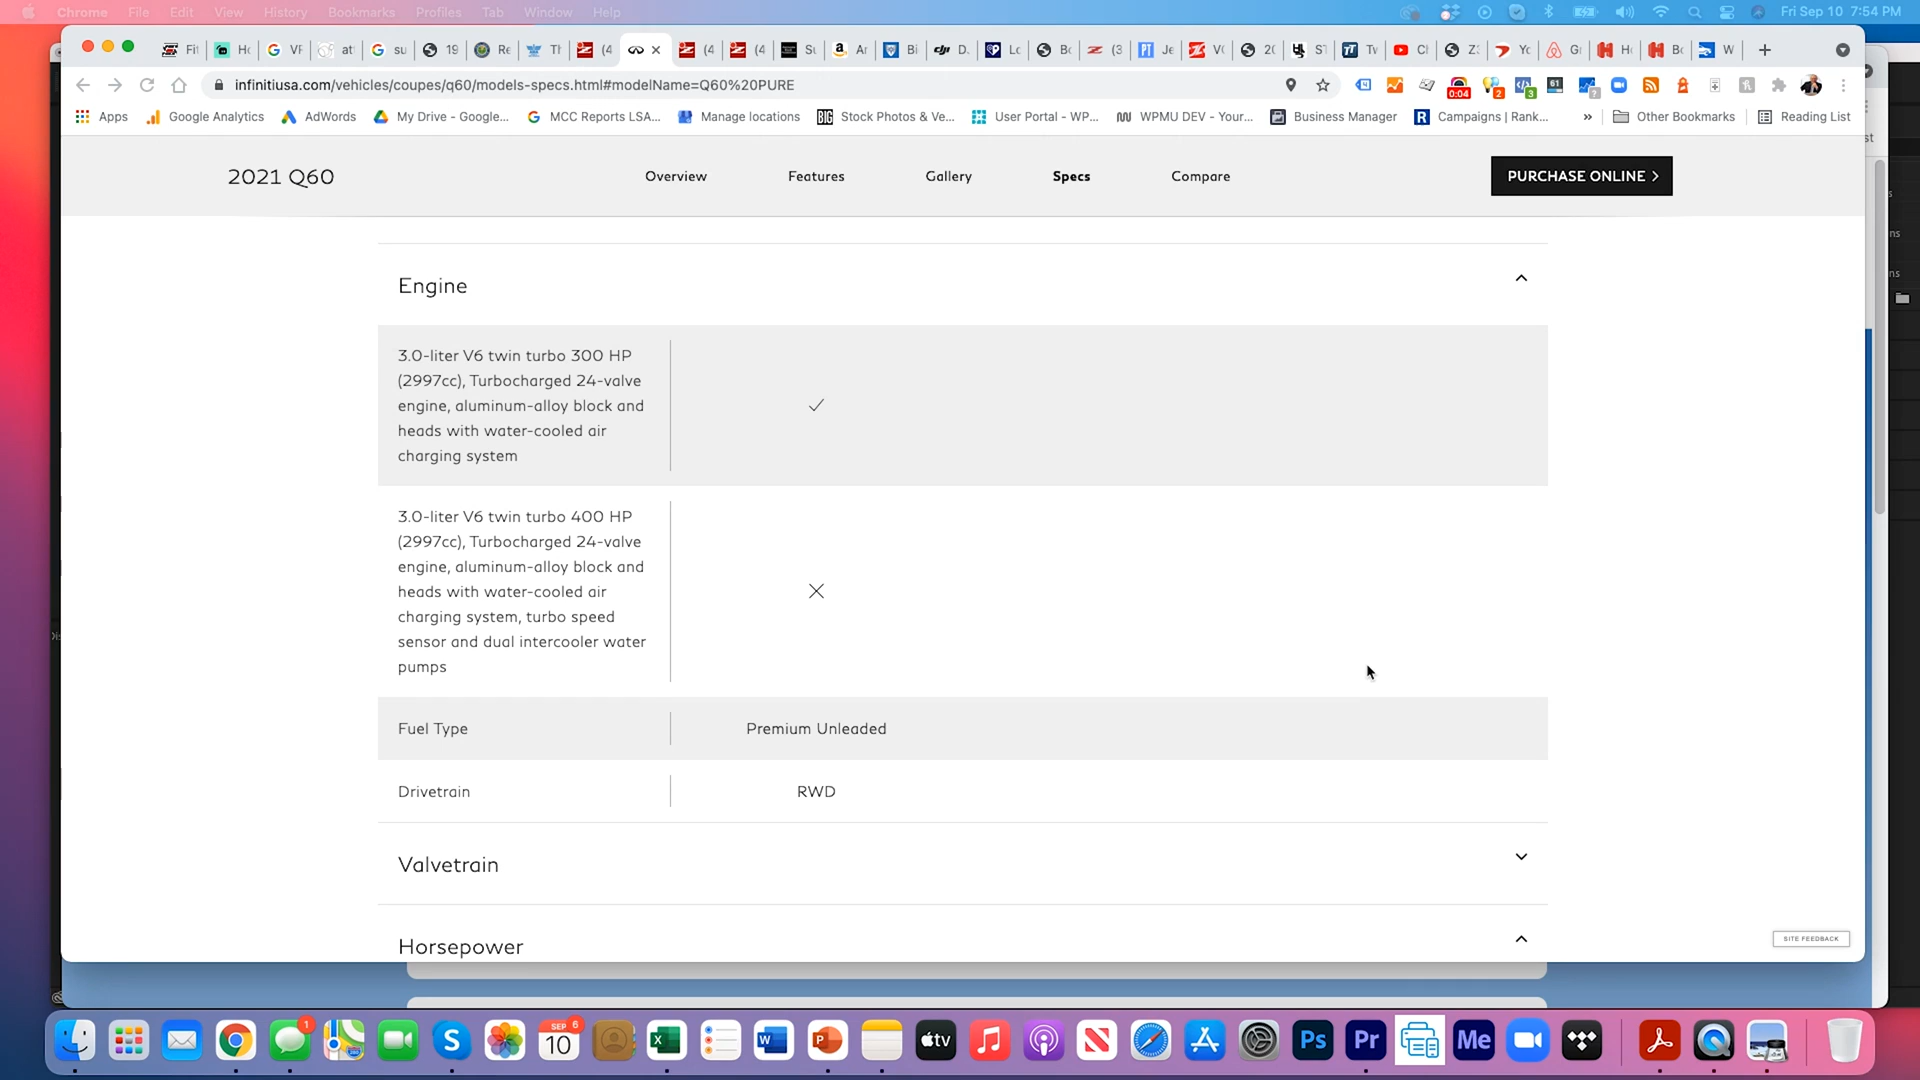 Chrome File Edit View History Bookmarks Profiles Tab Window Help
Fri Sep 10 7:54 PM
infinitiusa.com/vehicles/coupes/q60/models-specs.html#modelName=Q60%20PURE
Apps Google Analytics AdWords My Drive - Google... MCC Reports LSA... Manage locations Stock Photos & Ve... User Portal - WP... WPMU DEV - Your... Business Manager Campaigns | Rank... » Other Bookmarks Reading List
2021 Q60
Overview Features Gallery Specs Compare
PURCHASE ONLINE >
Engine
3.0-liter V6 twin turbo 300 HP
(2997cc), Turbocharged 24-valve
engine, aluminum-alloy block and
heads with water-cooled air
charging system
3.0-liter V6 twin turbo 400 HP
(2997cc), Turbocharged 24-valve
engine, aluminum-alloy block and
heads with water-cooled air
charging system, turbo speed
sensor and dual intercooler water
pumps
Fuel Type Premium Unleaded
Drivetrain RWD
Valvetrain
Horsepower
SITE FEEDBACK